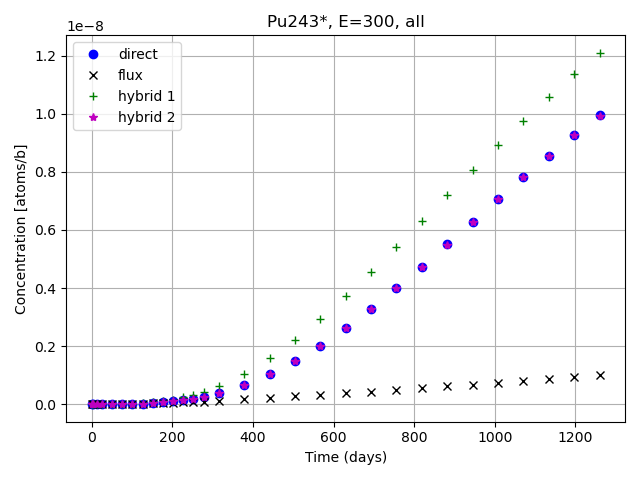 Pu243*, E=300, all
1e−8
direct
flux
hybrid 1
hybrid 2
1.2
1.0
0.8
0.6
0.4
0.2
0.0
Concentration [atoms/b]
0 200 400 600 800 1000 1200
Time (days)